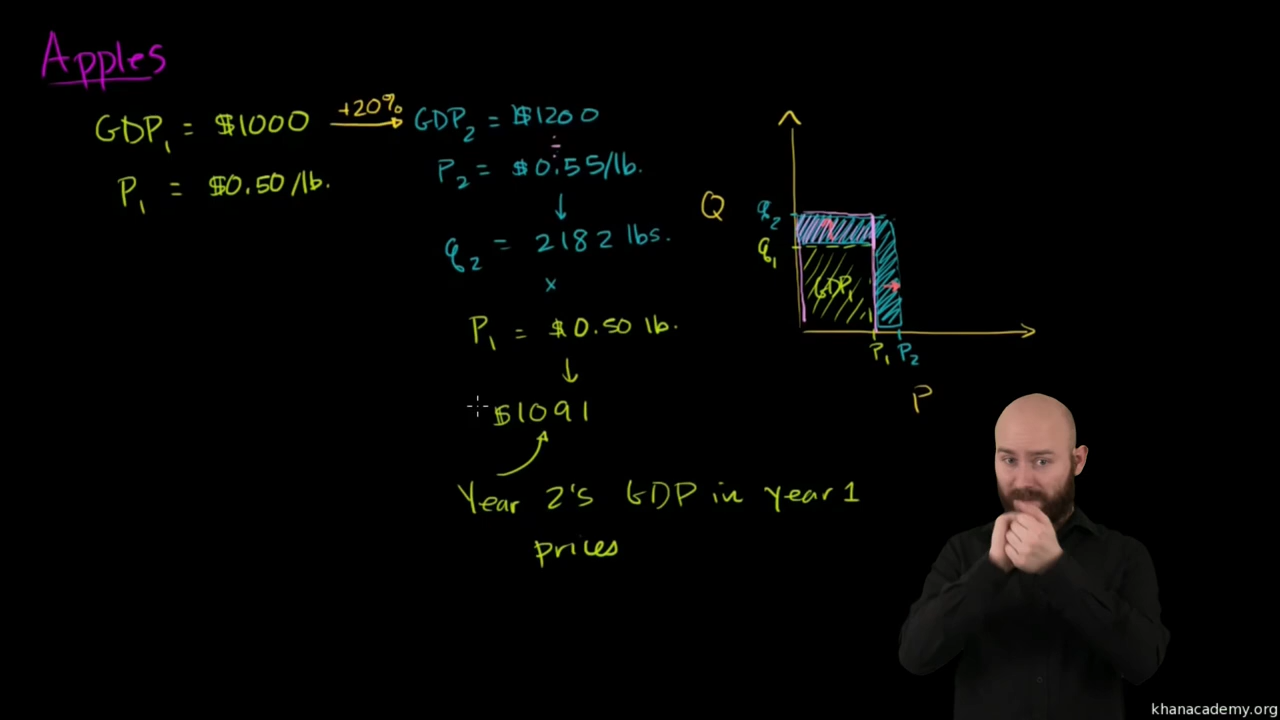 Apples
GDP₁ = $1000 +20% GDP₂ = $1200
÷
P₁ = $0.50/lb. P₂ = $0.55/lb.
q₂ = 2182 lbs.
x
P₁ = $0.50 lb.
$1091
Year 2's GDP in year 1
prices
Q
q₂
q₁
GDP₁
P₁ P₂
P
khanacademy.org